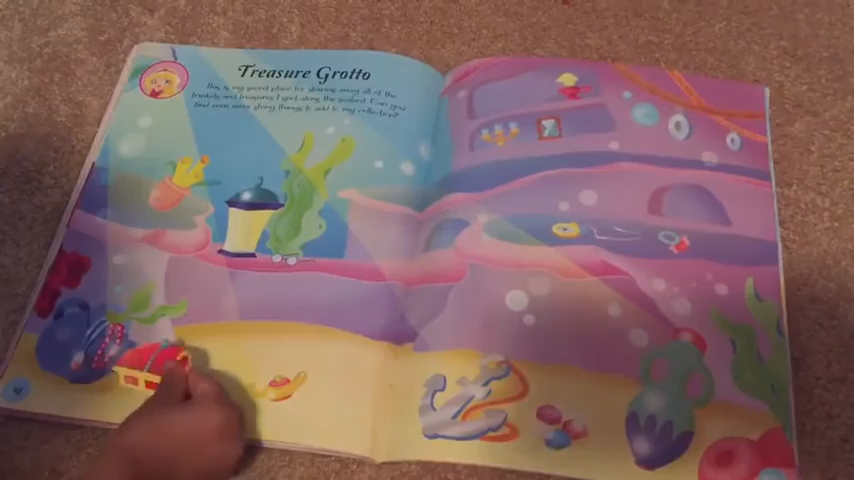 Treasure Grotto
This is my secret place for storing away all of the
trinkets and treasures I spot along the seabed. Can you
find even more shiny things to add to my collection?